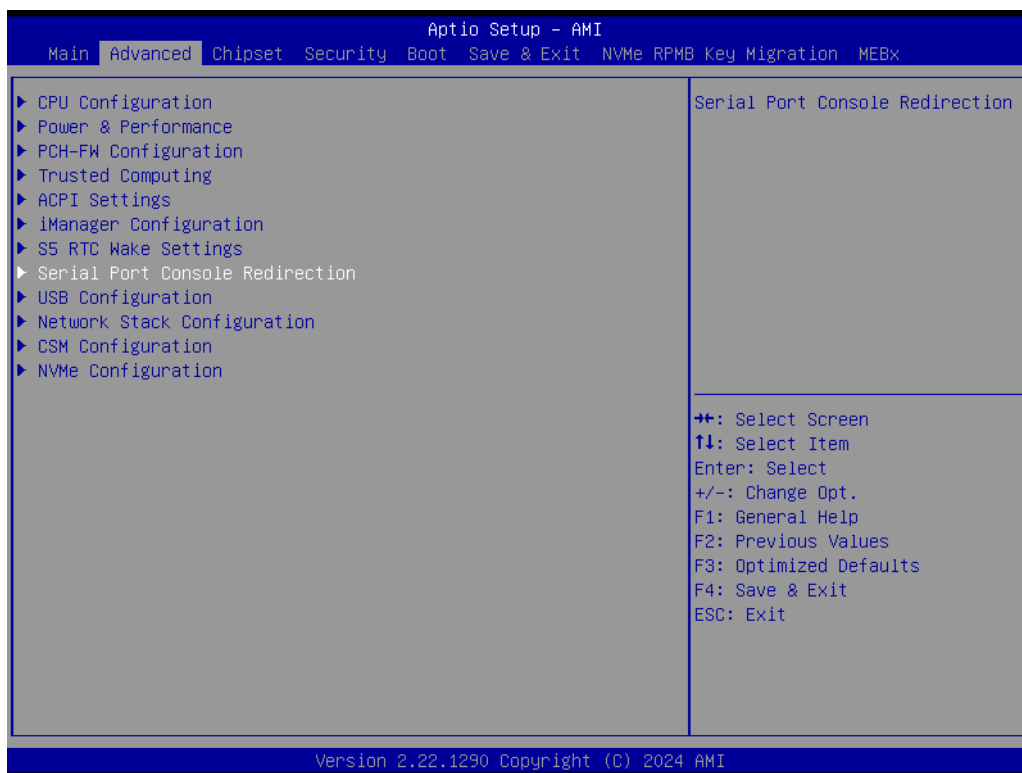 Aptio Setup – AMI
Main Advanced Chipset Security Boot Save & Exit NVMe RPMB Key Migration MEBx
▶ CPU Configuration
▶ Power & Performance
▶ PCH-FW Configuration
▶ Trusted Computing
▶ ACPI Settings
▶ iManager Configuration
▶ S5 RTC Wake Settings
▶ Serial Port Console Redirection
▶ USB Configuration
▶ Network Stack Configuration
▶ CSM Configuration
▶ NVMe Configuration
Serial Port Console Redirection
→←: Select Screen
↑↓: Select Item
Enter: Select
+/-: Change Opt.
F1: General Help
F2: Previous Values
F3: Optimized Defaults
F4: Save & Exit
ESC: Exit
Version 2.22.1290 Copyright (C) 2024 AMI